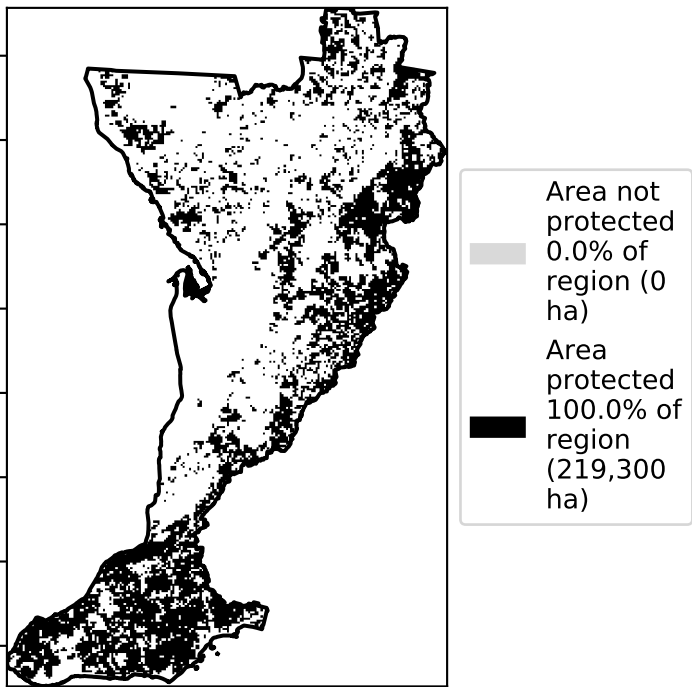 Area not
protected
0.0% of
region (0
ha)
Area
protected
100.0% of
region
(219,300
ha)